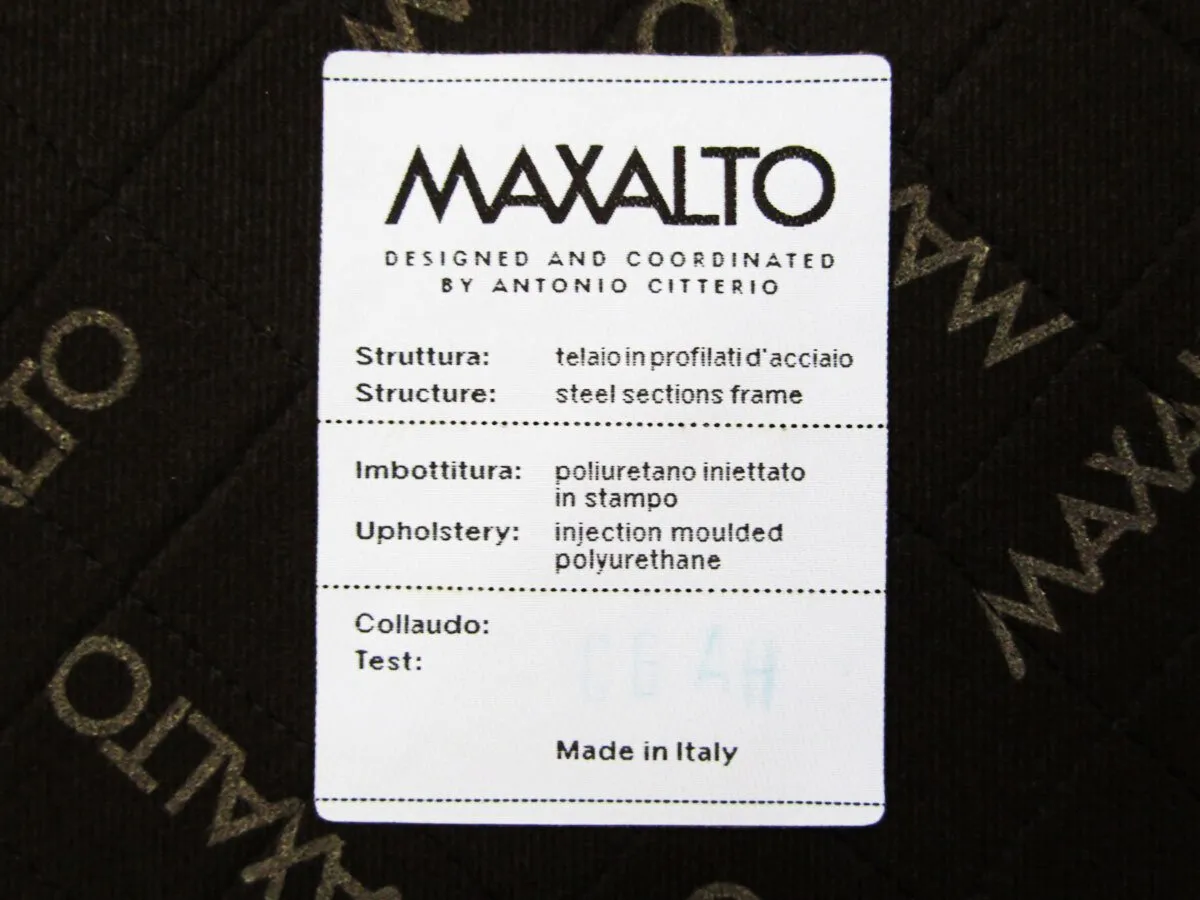 MAXALTO
DESIGNED AND COORDINATED
BY ANTONIO CITTERIO
Struttura: telaio in profilati d'acciaio
Structure: steel sections frame
Imbottitura: poliuretano iniettato
in stampo
Upholstery: injection moulded
polyurethane
Collaudo:
Test:
Made in Italy
MAXALTO